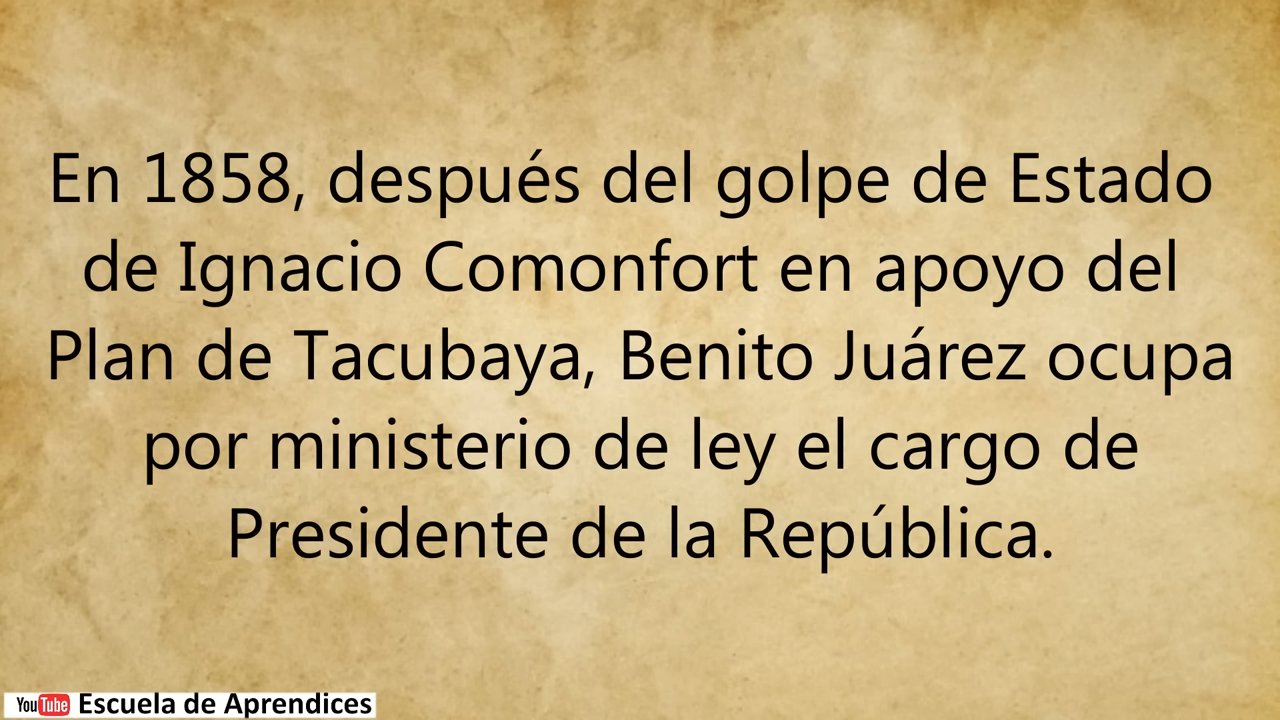 En 1858, después del golpe de Estado
de Ignacio Comonfort en apoyo del
Plan de Tacubaya, Benito Juárez ocupa
por ministerio de ley el cargo de
Presidente de la República.
YouTube Escuela de Aprendices